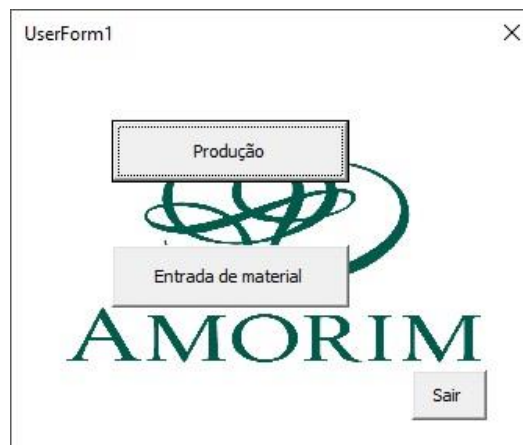 UserForm1
Produção
Entrada de material
AMORIM
Sair